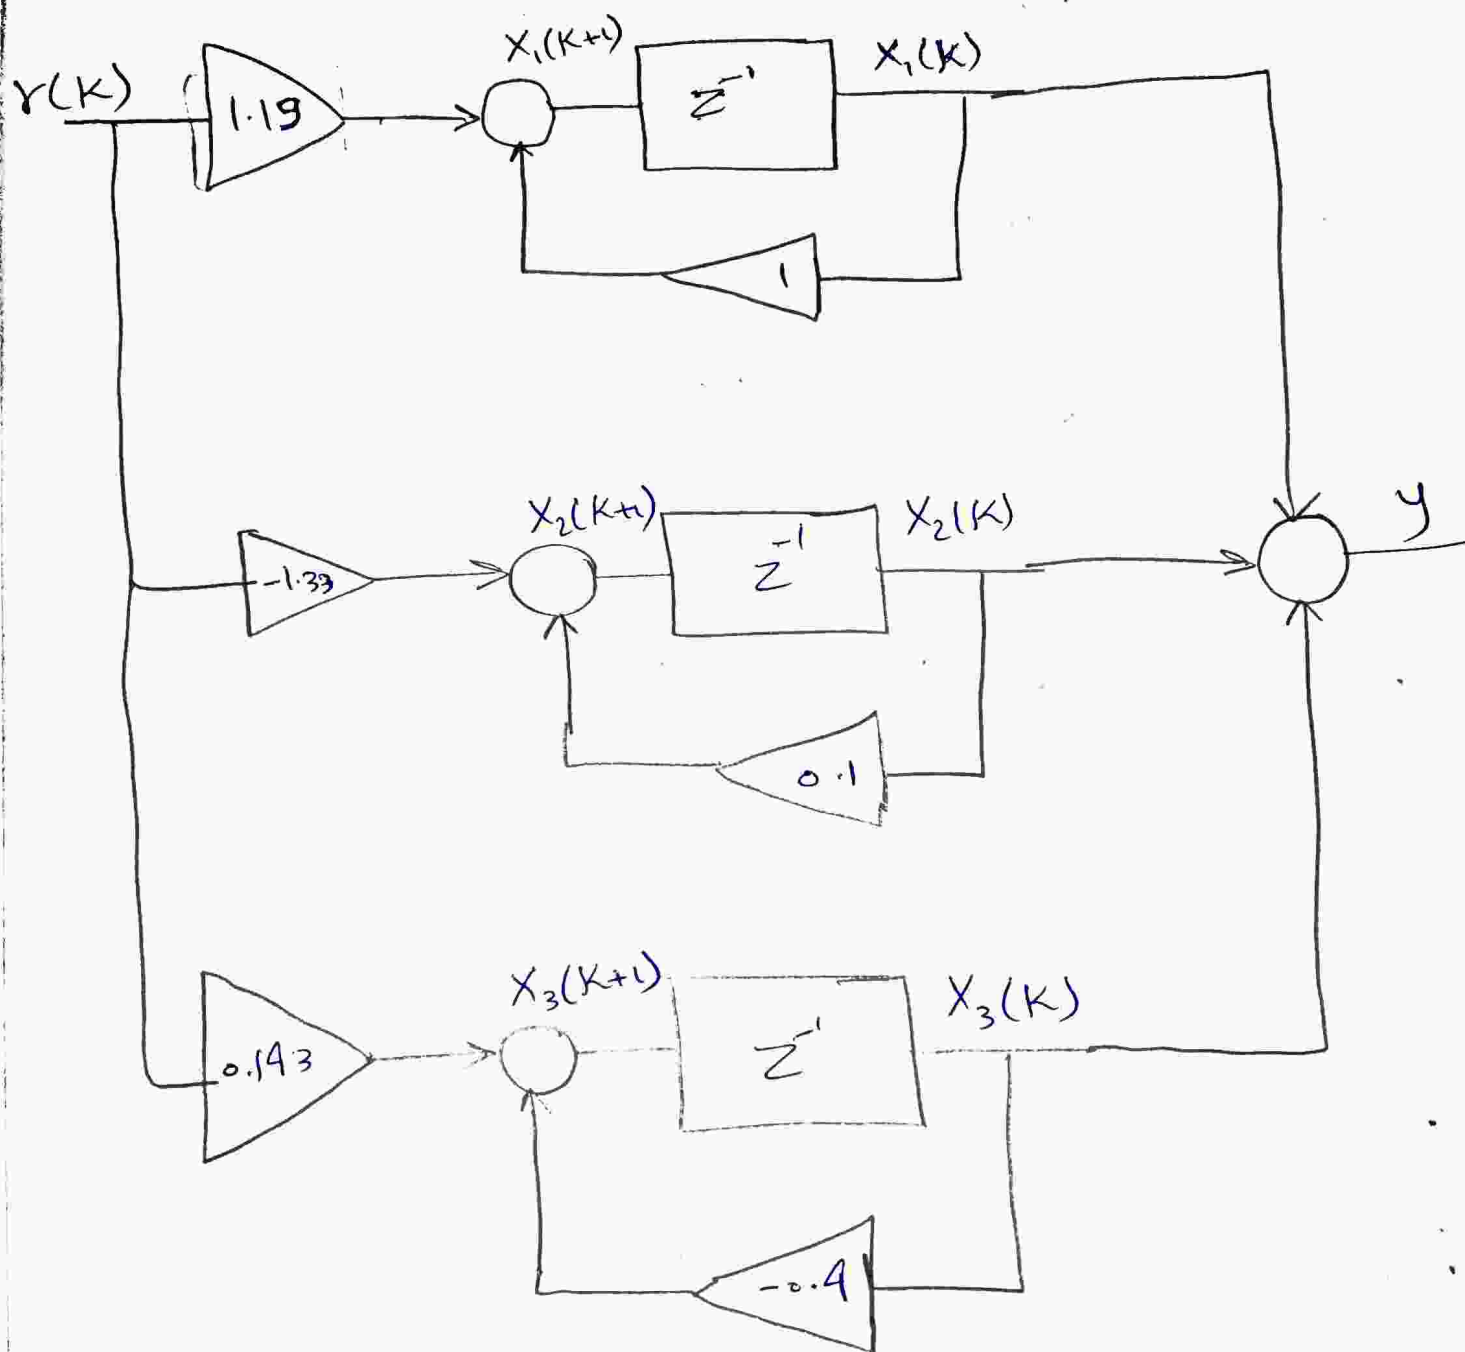 r(K)
1.19
X₁(K+1)
z⁻¹
X₁(K)
1
-1.33
X₂(K+1)
z⁻¹
X₂(K)
y
0.1
0.143
X₃(K+1)
z⁻¹
X₃(K)
-0.4